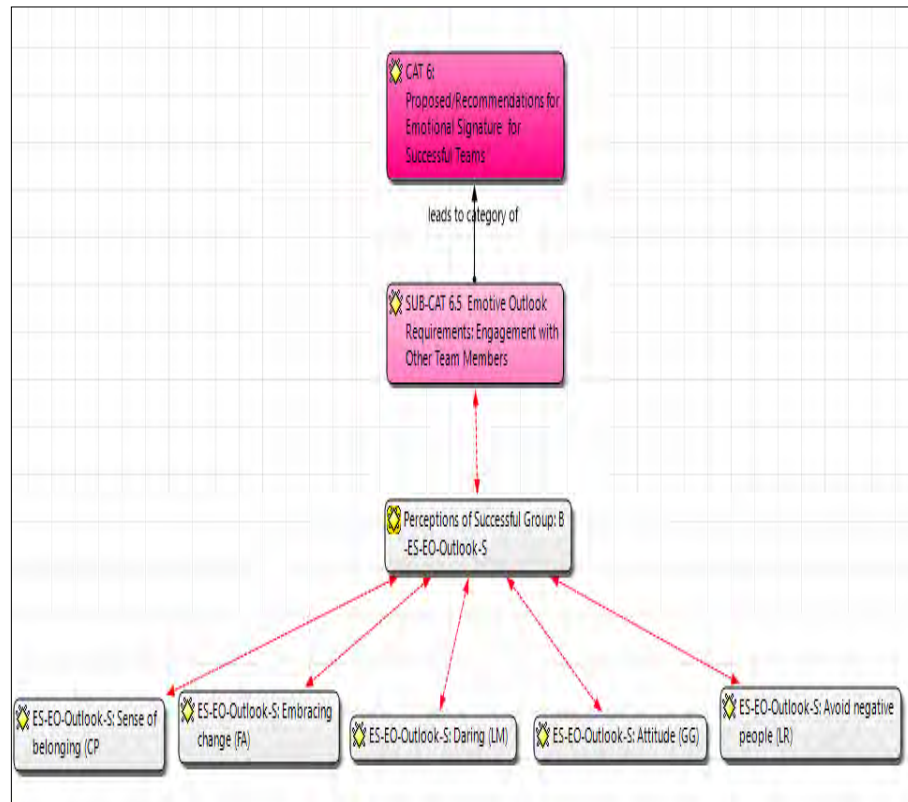 CAT 6:
Proposed/Recommendations for
Emotional Signature for
Successful Teams
leads to category of
SUB-CAT 6.5 Emotive Outlook
Requirements: Engagement with
Other Team Members
Perceptions of Successful Group: B
-ES-EO-Outlook-S
ES-EO-Outlook-S: Sense of
belonging (CP
ES-EO-Outlook-S: Embracing
change (FA)
ES-EO-Outlook-S: Daring (LM)
ES-EO-Outlook-S: Attitude (GG)
ES-EO-Outlook-S: Avoid negative
people (LR)